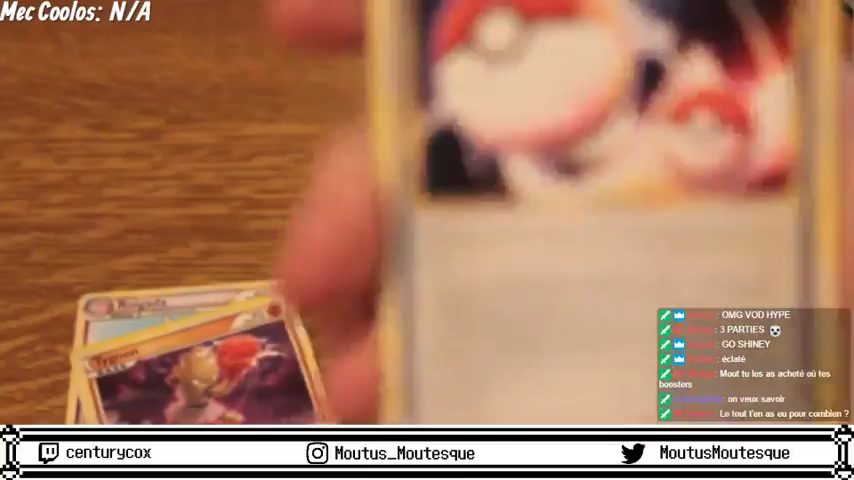 Mec Coolos: N/A
: OMG VOD HYPE
: 3 PARTIES 💀
: GO SHINEY
: éclaté
: Mout tu les as acheté où tes
boosters
: on veux savoir
: Le tout t'en as eu pour combien ?
centurycox
Moutus_Moutesque
MoutusMoutesque